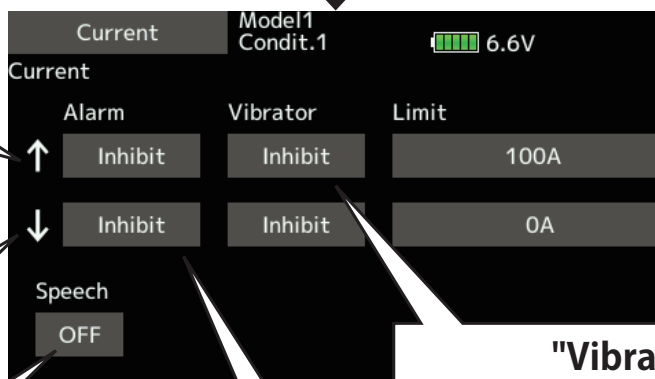 Current Model1
Condit.1 6.6V
Current
Alarm Vibrator Limit
↑ Inhibit Inhibit 100A
↓ Inhibit Inhibit 0A
Speech
OFF
"Vibra